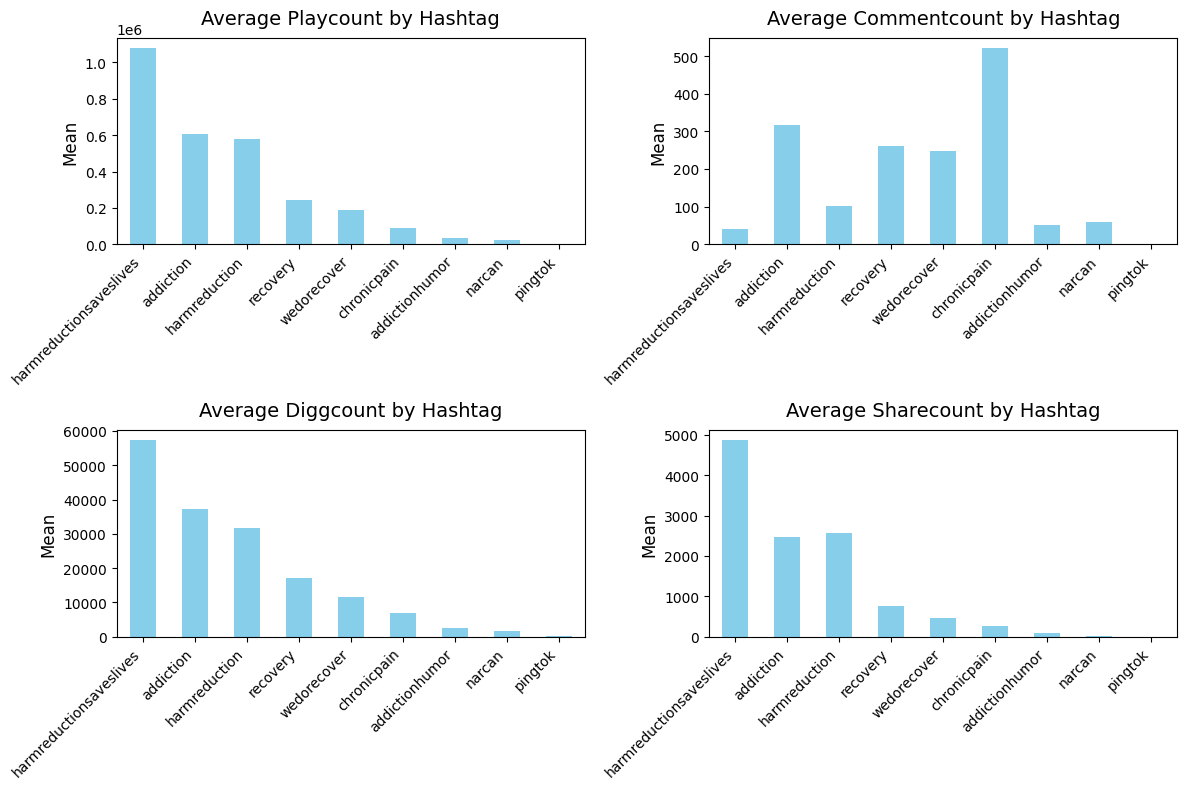 Average Playcount by Hashtag
1e6
1.0
0.8
0.6
0.4
0.2
0.0
Mean
harmreductionsaveslives
addiction
harmreduction
recovery
wedorecover
chronicpain
addictionhumor
narcan
pingtok
Average Commentcount by Hashtag
500
400
300
200
100
0
Mean
harmreductionsaveslives
addiction
harmreduction
recovery
wedorecover
chronicpain
addictionhumor
narcan
pingtok
Average Diggcount by Hashtag
60000
50000
40000
30000
20000
10000
0
Mean
harmreductionsaveslives
addiction
harmreduction
recovery
wedorecover
chronicpain
addictionhumor
narcan
pingtok
Average Sharecount by Hashtag
5000
4000
3000
2000
1000
0
Mean
harmreductionsaveslives
addiction
harmreduction
recovery
wedorecover
chronicpain
addictionhumor
narcan
pingtok